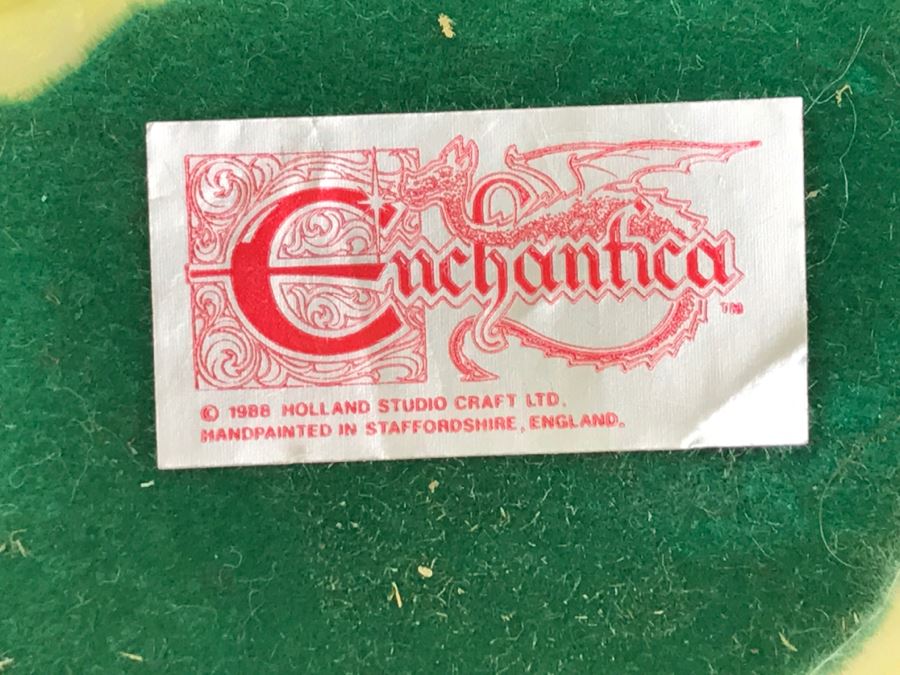 Enchantica TM
© 1988 HOLLAND STUDIO CRAFT LTD.
HANDPAINTED IN STAFFORDSHIRE, ENGLAND.